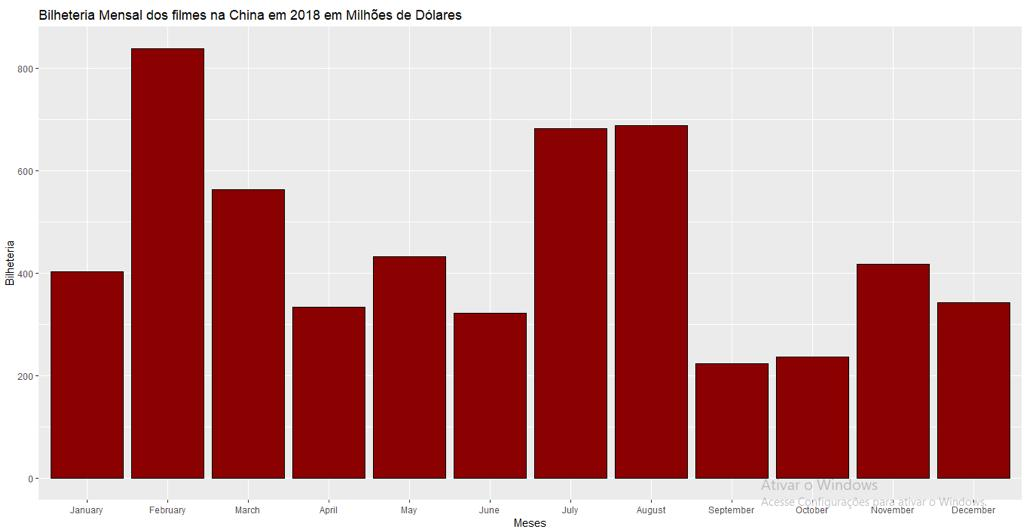 Bilheteria Mensal dos filmes na China em 2018 em Milhões de Dólares
800
600
400
200
0
Bilheteria
January February March April May June July August September October November December
Meses
Ativar o Windows
Acesse Configurações para ativar o Windows.